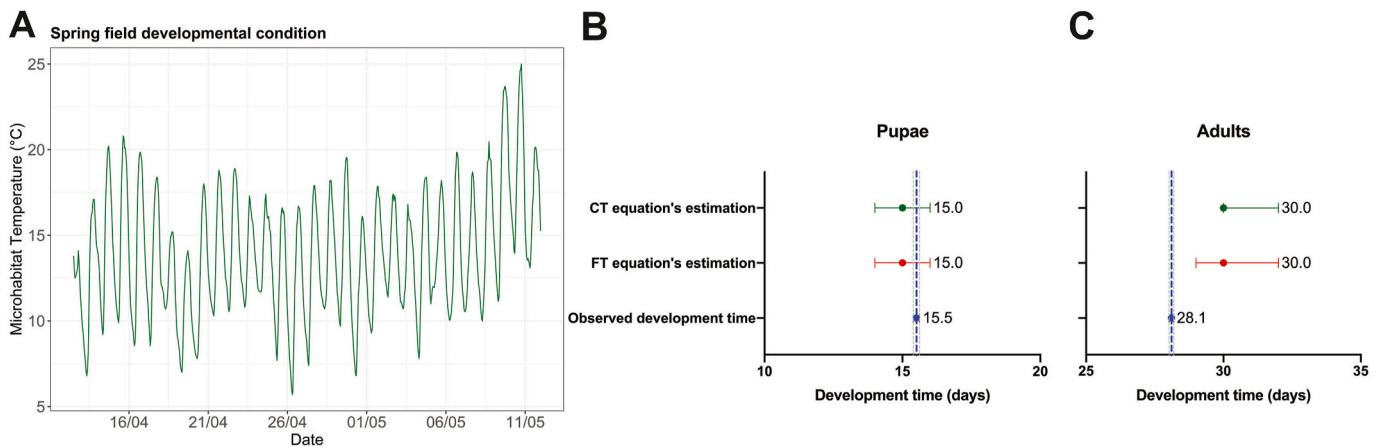 A
Spring field developmental condition
Microhabitat Temperature (°C)
25
20
15
10
5
16/04
21/04
26/04
01/05
06/05
11/05
Date
B
Pupae
CT equation's estimation
15.0
FT equation's estimation
15.0
Observed development time
15.5
10
15
20
Development time (days)
C
Adults
30.0
30.0
28.1
25
30
35
Development time (days)